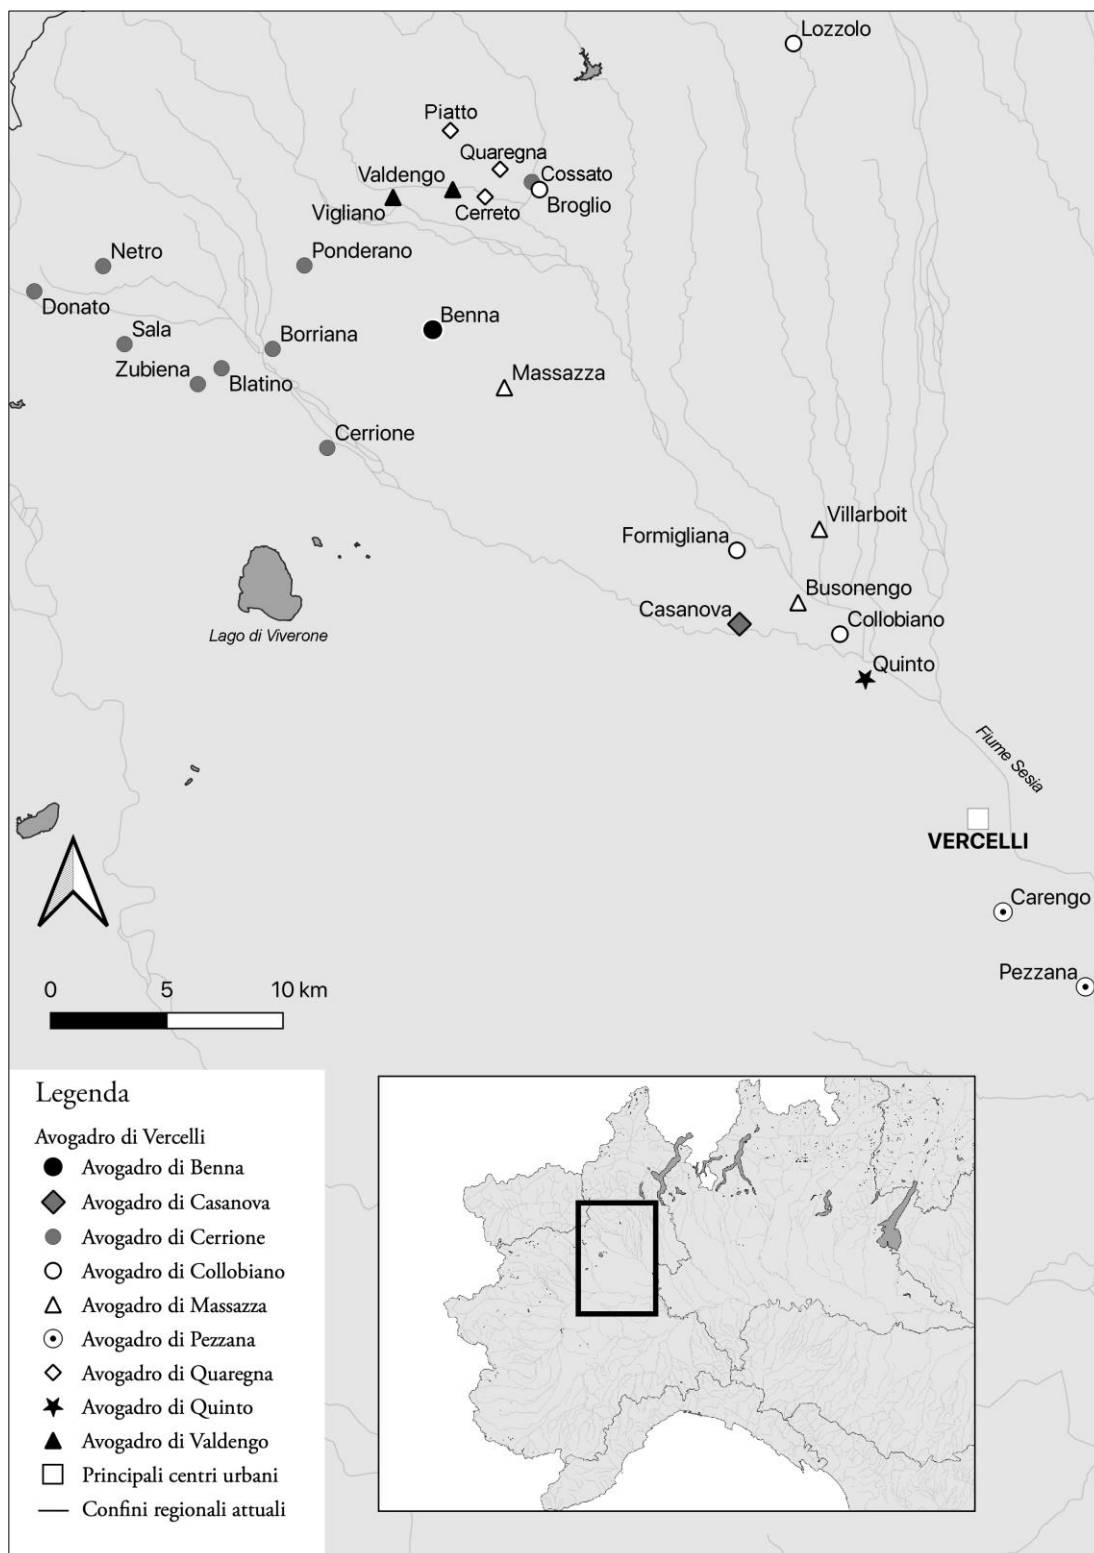 Lozzolo
Piatto
Quaregna
Valdengo
Cossato
Vigliano
Cerreto
Broglio
Netro
Ponderano
Donato
Benna
Sala
Borriana
Zubiena
Blatino
Massazza
Cerrione
Villarboit
Formigliana
Busonengo
Casanova
Collobiano
Lago di Viverone
Quinto
Fiume Sesia
VERCELLI
Carengo
Pezzana
0 5 10 km
Legenda
Avogadro di Vercelli
Avogadro di Benna
Avogadro di Casanova
Avogadro di Cerrione
Avogadro di Collobiano
Avogadro di Massazza
Avogadro di Pezzana
Avogadro di Quaregna
Avogadro di Quinto
Avogadro di Valdengo
Principali centri urbani
Confini regionali attuali